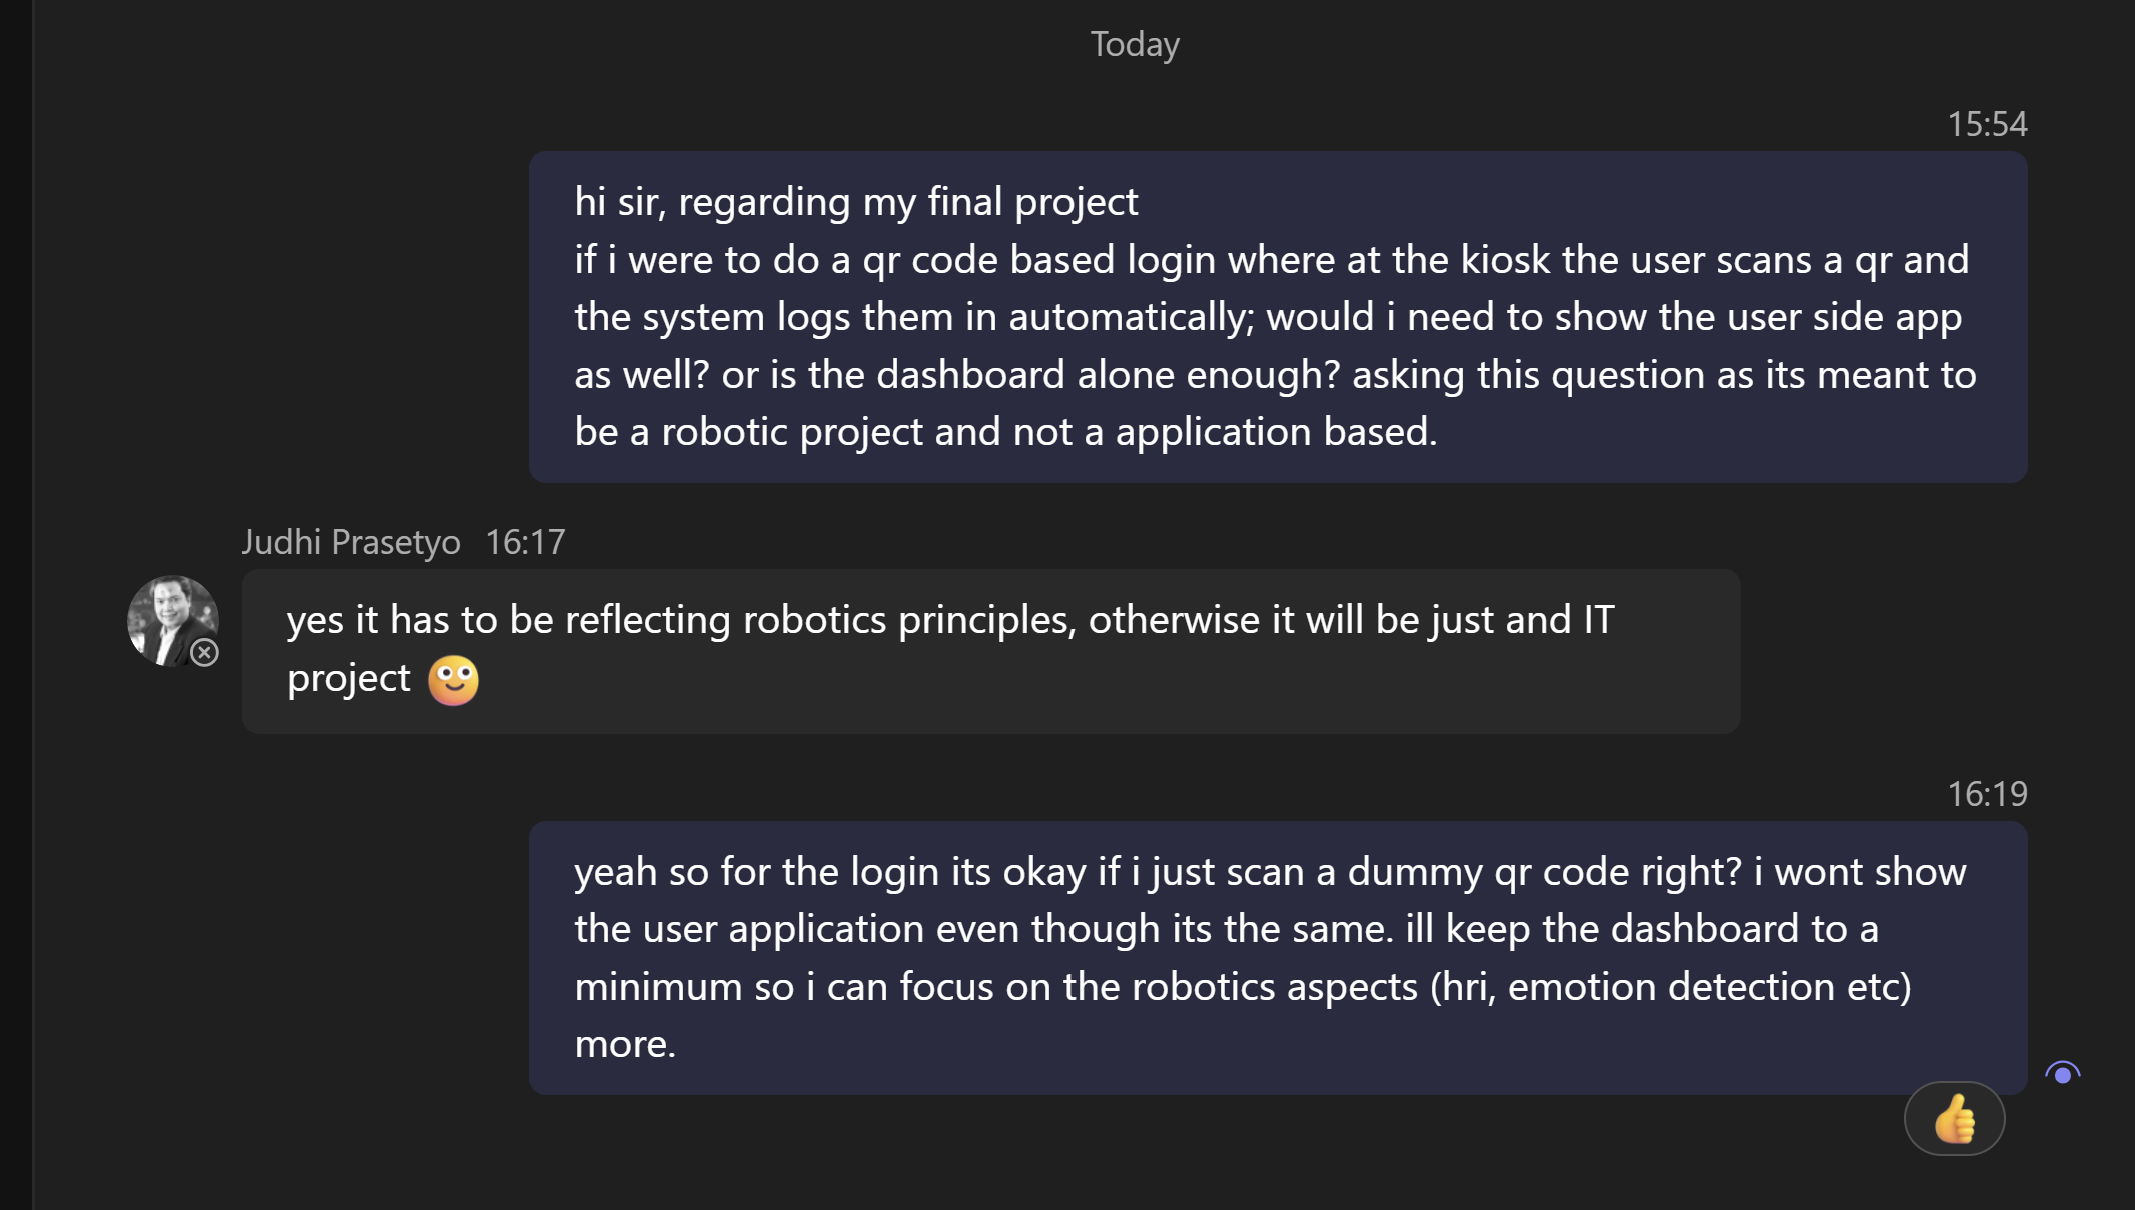 Today
15:54
hi sir, regarding my final project
if i were to do a qr code based login where at the kiosk the user scans a qr and
the system logs them in automatically; would i need to show the user side app
as well? or is the dashboard alone enough? asking this question as its meant to
be a robotic project and not a application based.
Judhi Prasetyo 16:17
yes it has to be reflecting robotics principles, otherwise it will be just and IT
project 🙂
16:19
yeah so for the login its okay if i just scan a dummy qr code right? i wont show
the user application even though its the same. ill keep the dashboard to a
minimum so i can focus on the robotics aspects (hri, emotion detection etc)
more.
👍